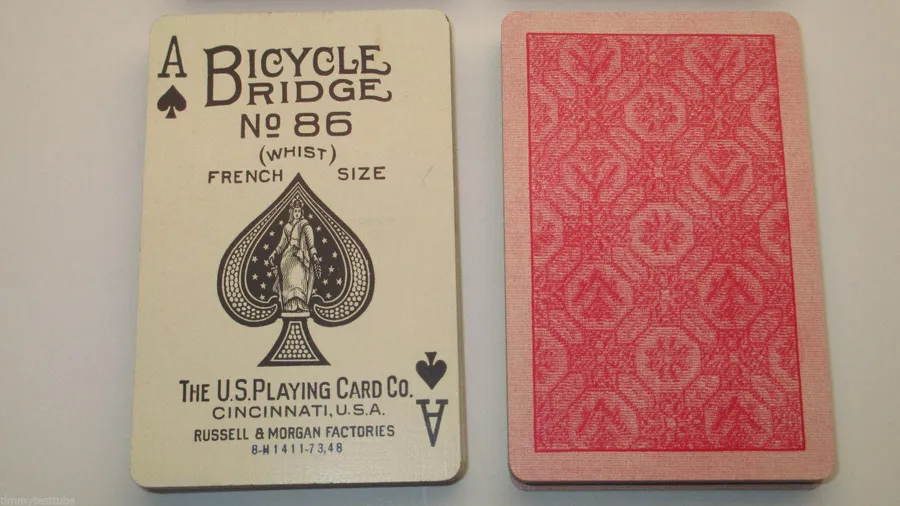 A
BICYCLE
BRIDGE
No 86
(WHIST)
FRENCH SIZE
THE U.S. PLAYING CARD CO.
CINCINNATI, U.S.A.
RUSSELL & MORGAN FACTORIES
8-H1411-73,48
A
timmytesttube